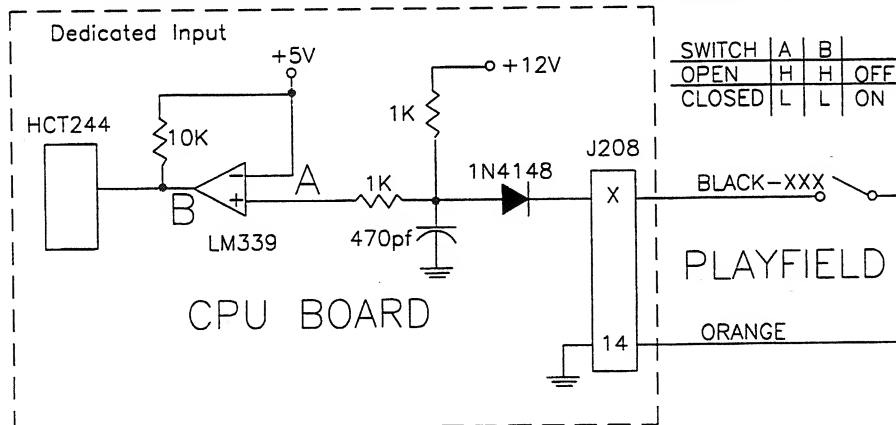 Dedicated Input
+5V
+12V
SWITCH A B
OPEN H H OFF
CLOSED L L ON
HCT244
10K
1K
J208
1N4148
A
1K
X
BLACK-XXX
B
LM339
470pf
PLAYFIELD
CPU BOARD
14
ORANGE